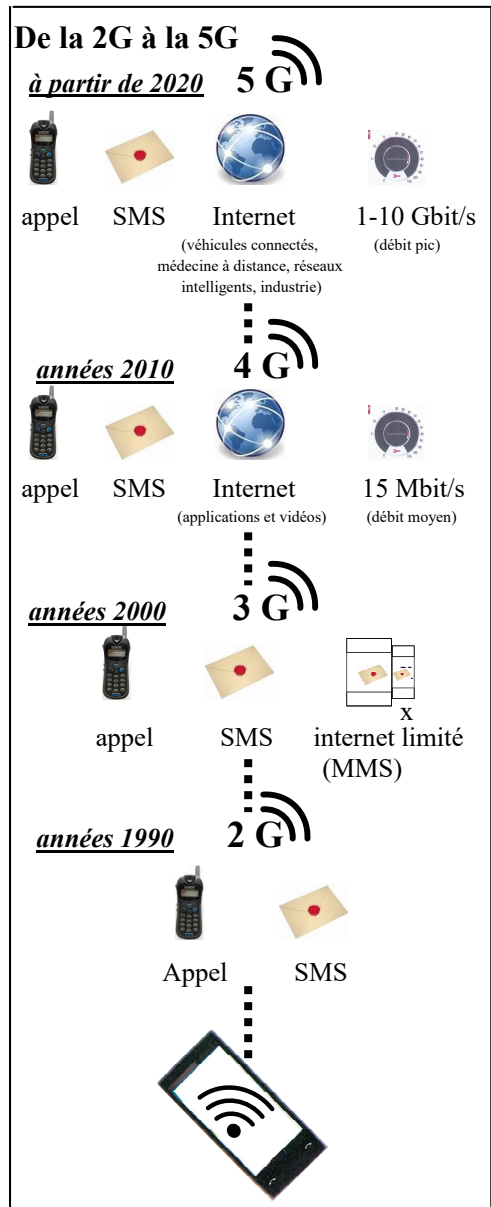 De la 2G à la 5G
à partir de 2020 5 G
appel SMS Internet 1-10 Gbit/s
(véhicules connectés, (débit pic)
médecine à distance, réseaux
intelligents, industrie)
années 2010 4 G
appel SMS Internet 15 Mbit/s
(applications et vidéos) (débit moyen)
années 2000 3 G
x
appel SMS internet limité
(MMS)
années 1990 2 G
Appel SMS